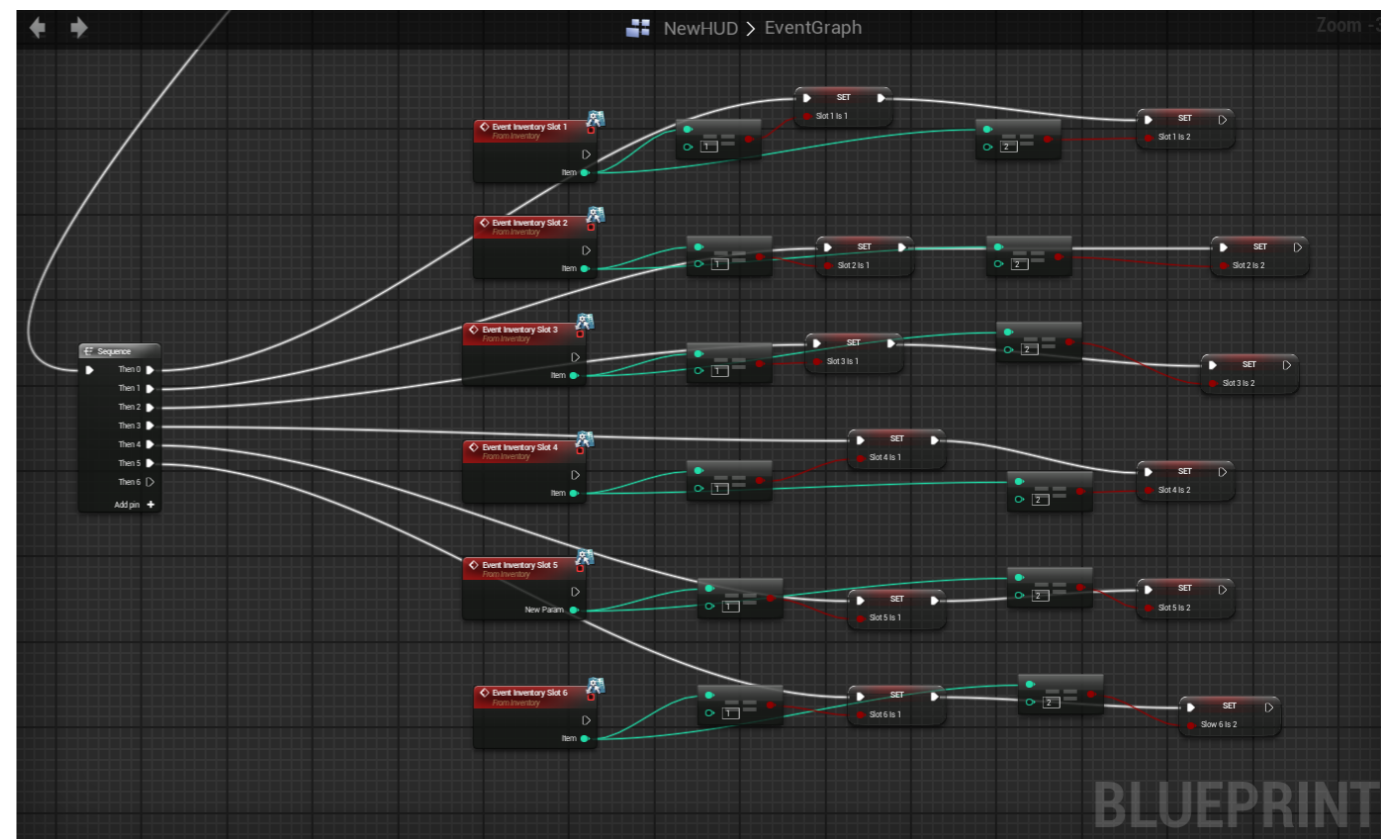 NewHUD > EventGraph
Zoom -3
Event Inventory Slot 1
From Inventory
Item
1
SET
Slot 1 Is 1
2
SET
Slot 1 Is 2
Event Inventory Slot 2
From Inventory
Item
1
SET
Slot 2 Is 1
2
SET
Slot 2 Is 2
Event Inventory Slot 3
From Inventory
Item
1
SET
Slot 3 Is 1
2
SET
Slot 3 Is 2
Sequence
Then 0
Then 1
Then 2
Then 3
Then 4
Then 5
Then 6
Add pin +
Event Inventory Slot 4
From Inventory
Item
1
SET
Slot 4 Is 1
2
SET
Slot 4 Is 2
Event Inventory Slot 5
From Inventory
New Param
1
SET
Slot 5 Is 1
2
SET
Slot 5 Is 2
Event Inventory Slot 6
From Inventory
Item
1
SET
Slot 6 Is 1
2
SET
Slow 6 Is 2
BLUEPRINT